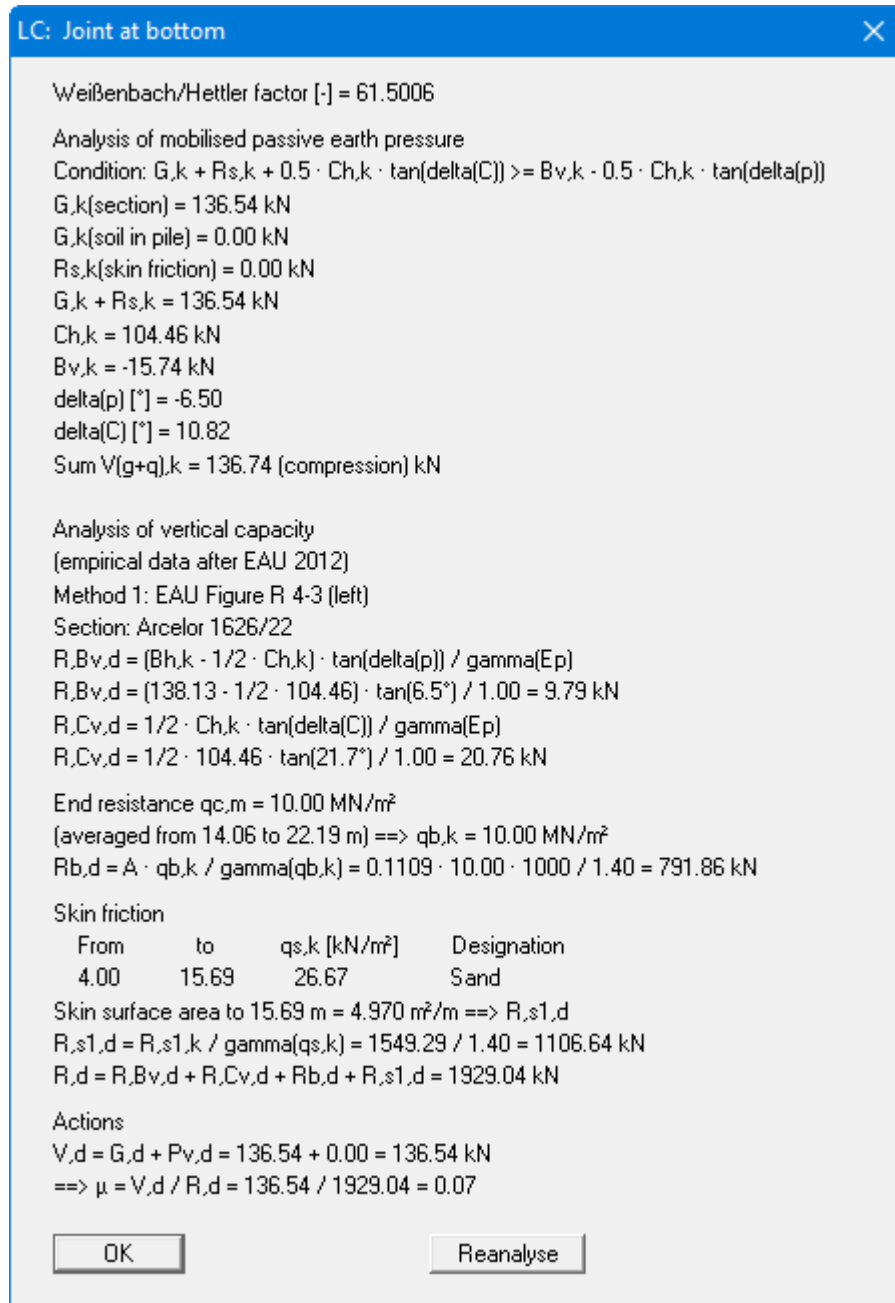 LC: Joint at bottom
Weißenbach/Hettler factor [-] = 61.5006
Analysis of mobilised passive earth pressure
Condition: G,k + Rs,k + 0.5 · Ch,k · tan(delta(C)) >= Bv,k - 0.5 · Ch,k · tan(delta(p))
G,k(section) = 136.54 kN
G,k(soil in pile) = 0.00 kN
Rs,k(skin friction) = 0.00 kN
G,k + Rs,k = 136.54 kN
Ch,k = 104.46 kN
Bv,k = -15.74 kN
delta(p) [°] = -6.50
delta(C) [°] = 10.82
Sum V(g+q),k = 136.74 (compression) kN
Analysis of vertical capacity
(empirical data after EAU 2012)
Method 1: EAU Figure R 4-3 (left)
Section: Arcelor 1626/22
R,Bv,d = (Bh,k - 1/2 · Ch,k) · tan(delta(p)) / gamma(Ep)
R,Bv,d = (138.13 - 1/2 · 104.46) · tan(6.5°) / 1.00 = 9.79 kN
R,Cv,d = 1/2 · Ch,k · tan(delta(C)) / gamma(Ep)
R,Cv,d = 1/2 · 104.46 · tan(21.7°) / 1.00 = 20.76 kN
End resistance qc,m = 10.00 MN/m²
(averaged from 14.06 to 22.19 m) ==> qb,k = 10.00 MN/m²
Rb,d = A · qb,k / gamma(qb,k) = 0.1109 · 10.00 · 1000 / 1.40 = 791.86 kN
Skin friction
From to qs,k [kN/m²] Designation
4.00 15.69 26.67 Sand
Skin surface area to 15.69 m = 4.970 m²/m ==> R,s1,d
R,s1,d = R,s1,k / gamma(qs,k) = 1549.29 / 1.40 = 1106.64 kN
R,d = R,Bv,d + R,Cv,d + Rb,d + R,s1,d = 1929.04 kN
Actions
V,d = G,d + Pv,d = 136.54 + 0.00 = 136.54 kN
==> µ = V,d / R,d = 136.54 / 1929.04 = 0.07
OK Reanalyse